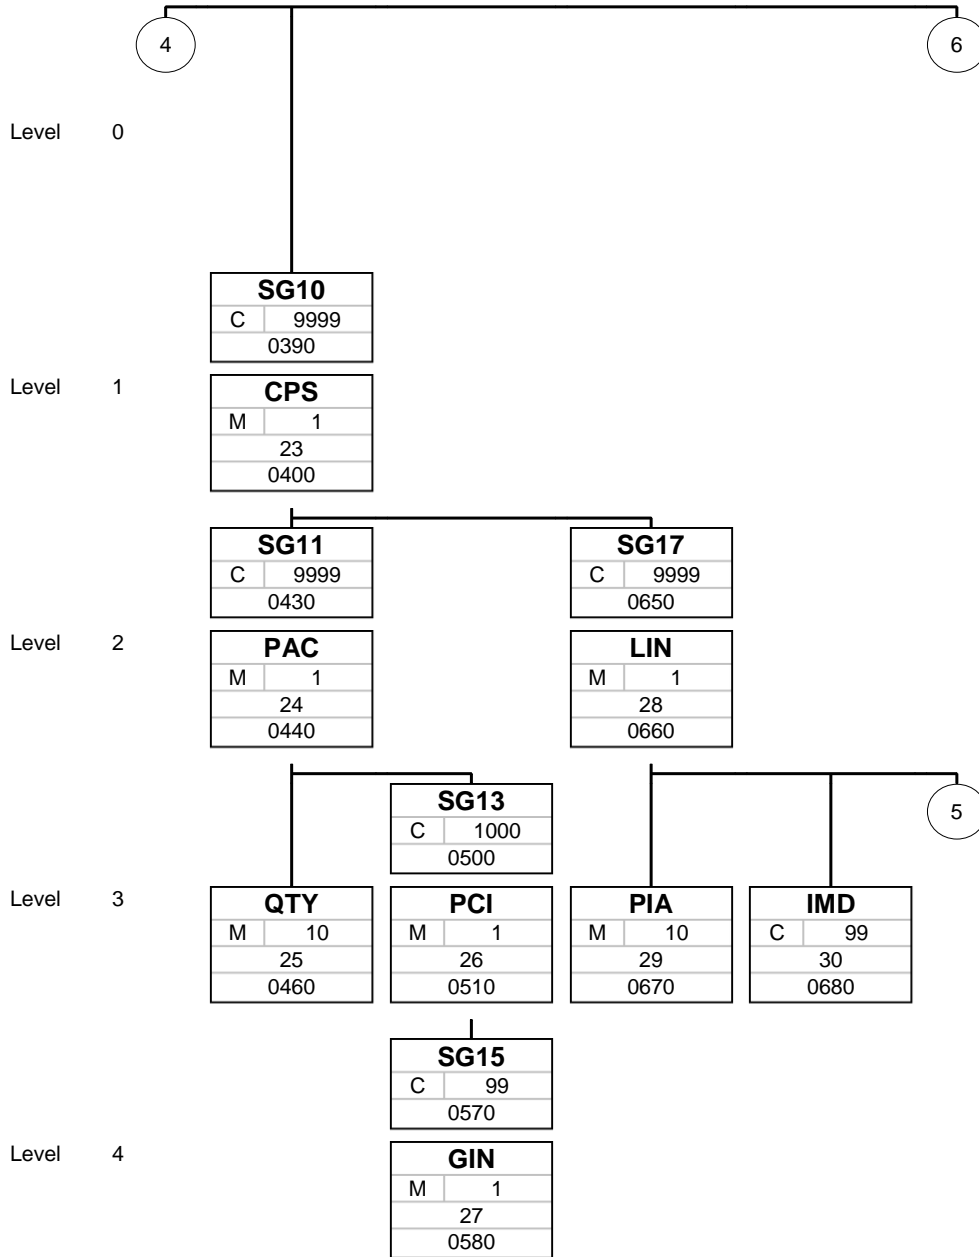 4
6
Level 0
SG10
C 9999
0390
Level 1
CPS
M 1
23
0400
SG11
C 9999
0430
SG17
C 9999
0650
Level 2
PAC
M 1
24
0440
LIN
M 1
28
0660
SG13
C 1000
0500
5
Level 3
QTY
M 10
25
0460
PCI
M 1
26
0510
PIA
M 10
29
0670
IMD
C 99
30
0680
SG15
C 99
0570
Level 4
GIN
M 1
27
0580